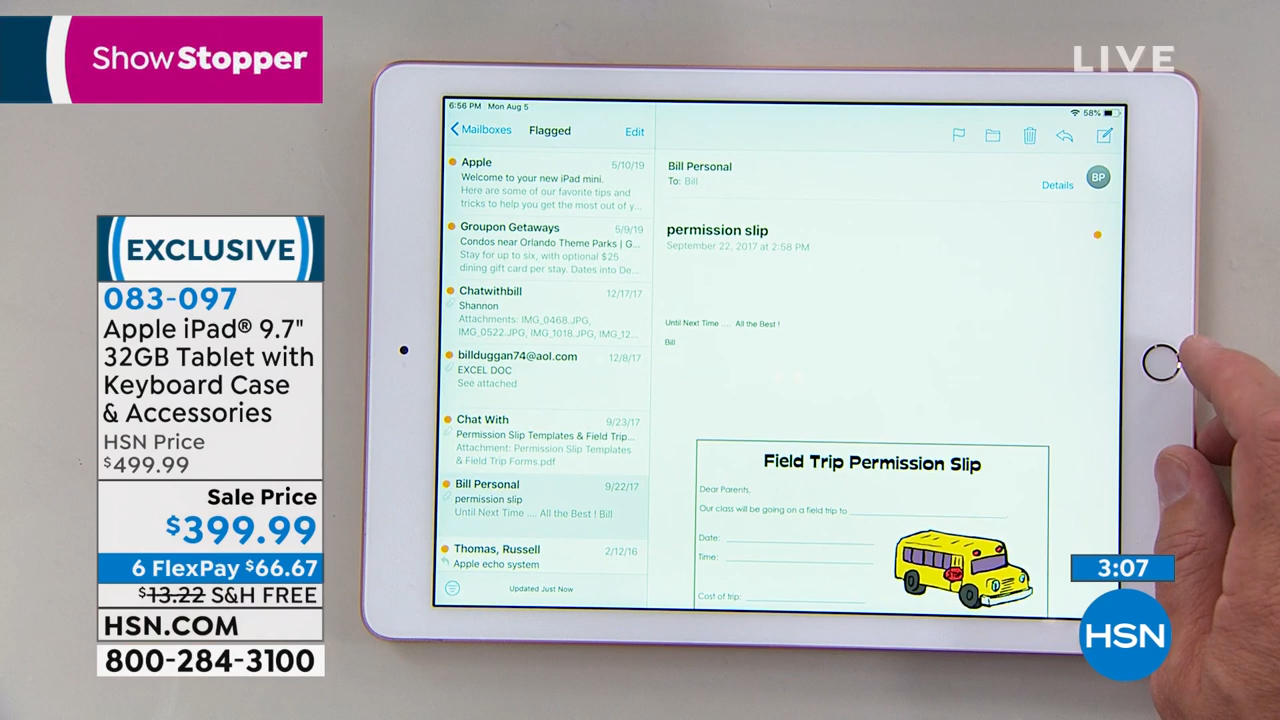 ShowStopper
LIVE
EXCLUSIVE
083-097
Apple iPad® 9.7"
32GB Tablet with
Keyboard Case
& Accessories
HSN Price
$499.99
Sale Price
$399.99
6 FlexPay $66.67
$13.22 S&H FREE
HSN.COM
800-284-3100
6:56 PM Mon Aug 5
58%
Mailboxes Flagged Edit
Apple 5/10/19
Welcome to your new iPad mini.
Here are some of our favorite tips and
tricks to help you get the most out of y...
Groupon Getaways 5/9/19
Condos near Orlando Theme Parks | G...
Stay for up to six, with optional $25
dining gift card per stay. Dates into De...
Chatwithbill 12/17/17
Shannon
Attachments: IMG_0468.JPG,
IMG_0522.JPG, IMG_1018.JPG, IMG_12...
billduggan74@aol.com 12/8/17
EXCEL DOC
See attached
Chat With 9/23/17
Permission Slip Templates & Field Trip...
Attachment: Permission Slip Templates
& Field Trip Forms.pdf
Bill Personal 9/22/17
permission slip
Until Next Time .... All the Best ! Bill
Thomas, Russell 2/12/16
Apple echo system
Updated Just Now
Bill Personal
To: Bill
Details
BP
permission slip
September 22, 2017 at 2:58 PM
Until Next Time .... All the Best !
Bill
Field Trip Permission Slip
Dear Parents,
Our class will be going on a field trip to
Date:
Time:
STOP
Cost of trip:
3:07
HSN